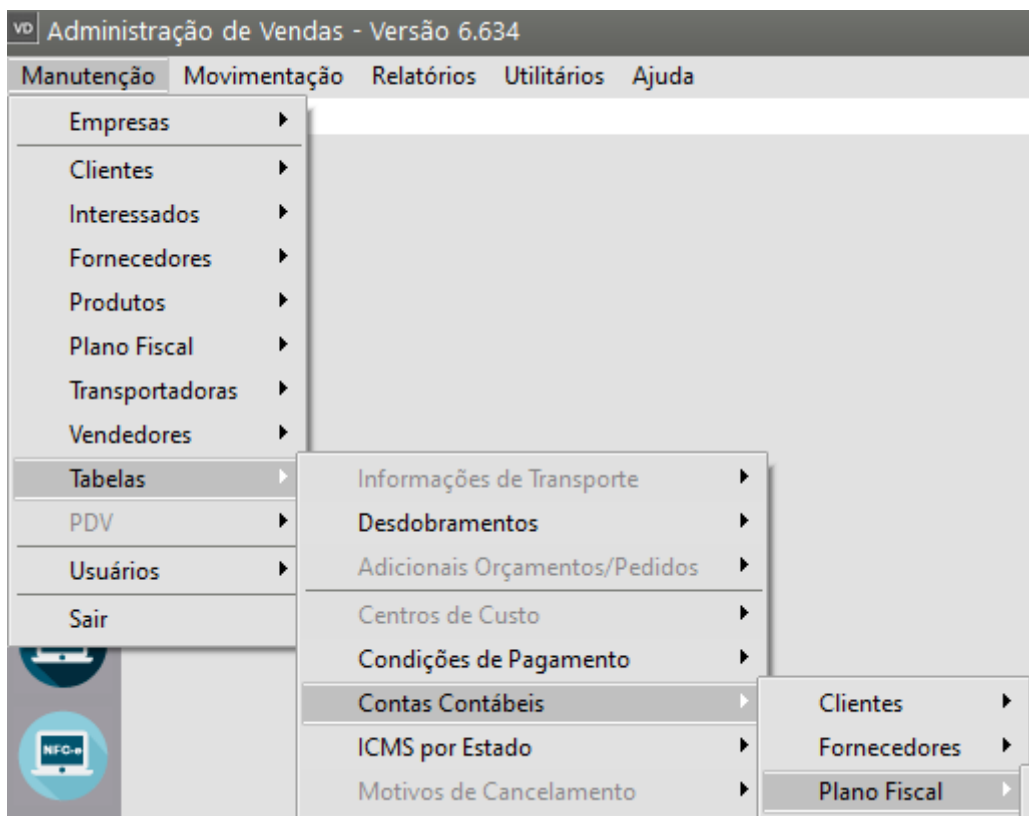 VD Administração de Vendas - Versão 6.634
Manutenção Movimentação Relatórios Utilitários Ajuda
Empresas
Clientes
Interessados
Fornecedores
Produtos
Plano Fiscal
Transportadoras
Vendedores
Tabelas
PDV
Usuários
Sair
Informações de Transporte
Desdobramentos
Adicionais Orçamentos/Pedidos
Centros de Custo
Condições de Pagamento
Contas Contábeis
ICMS por Estado
Motivos de Cancelamento
Clientes
Fornecedores
Plano Fiscal
NFC-e